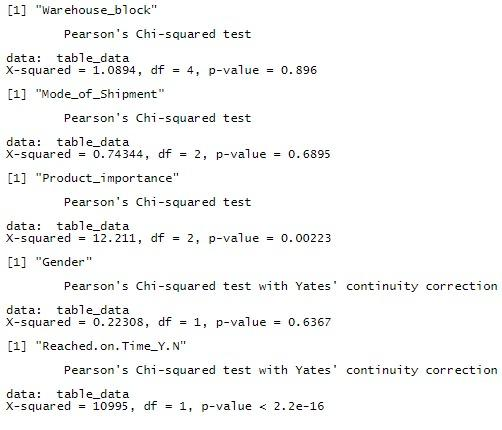 [1] "Warehouse_block"
Pearson's Chi-squared test
data: table_data
X-squared = 1.0894, df = 4, p-value = 0.896
[1] "Mode_of_Shipment"
Pearson's Chi-squared test
data: table_data
X-squared = 0.74344, df = 2, p-value = 0.6895
[1] "Product_importance"
Pearson's Chi-squared test
data: table_data
X-squared = 12.211, df = 2, p-value = 0.00223
[1] "Gender"
Pearson's Chi-squared test with Yates' continuity correction
data: table_data
X-squared = 0.22308, df = 1, p-value = 0.6367
[1] "Reached.on.Time_Y.N"
Pearson's Chi-squared test with Yates' continuity correction
data: table_data
X-squared = 10995, df = 1, p-value < 2.2e-16